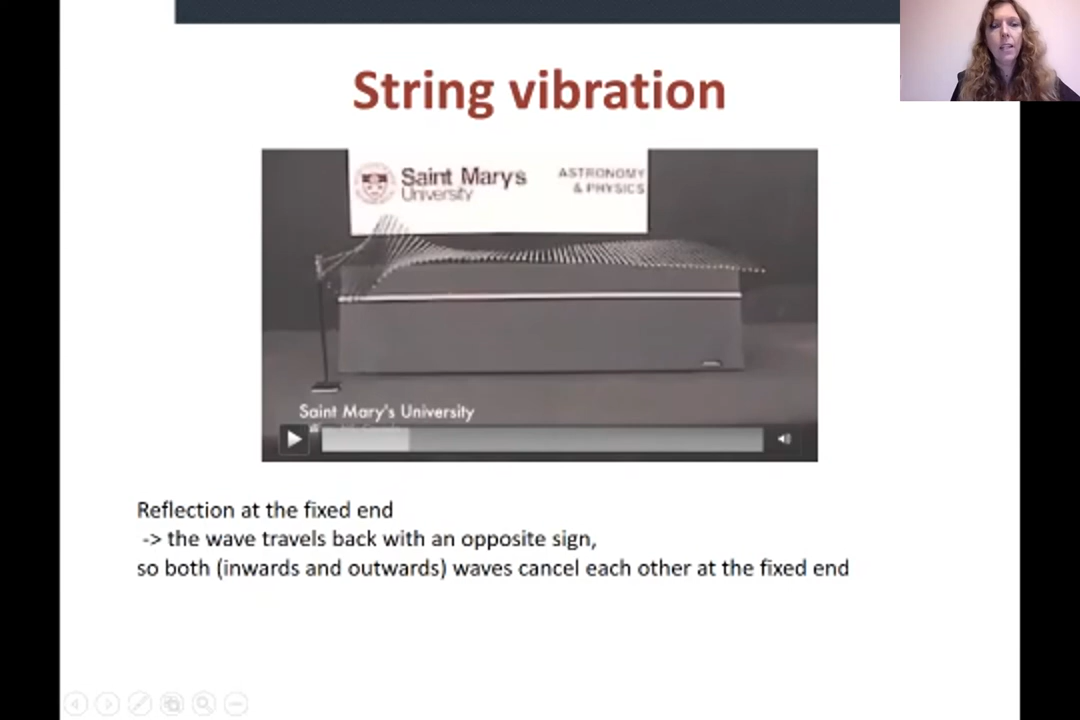 String vibration
Saint Mary's
University
ASTRONOMY
& PHYSICS
Saint Mary's University
Reflection at the fixed end
-> the wave travels back with an opposite sign,
so both (inwards and outwards) waves cancel each other at the fixed end